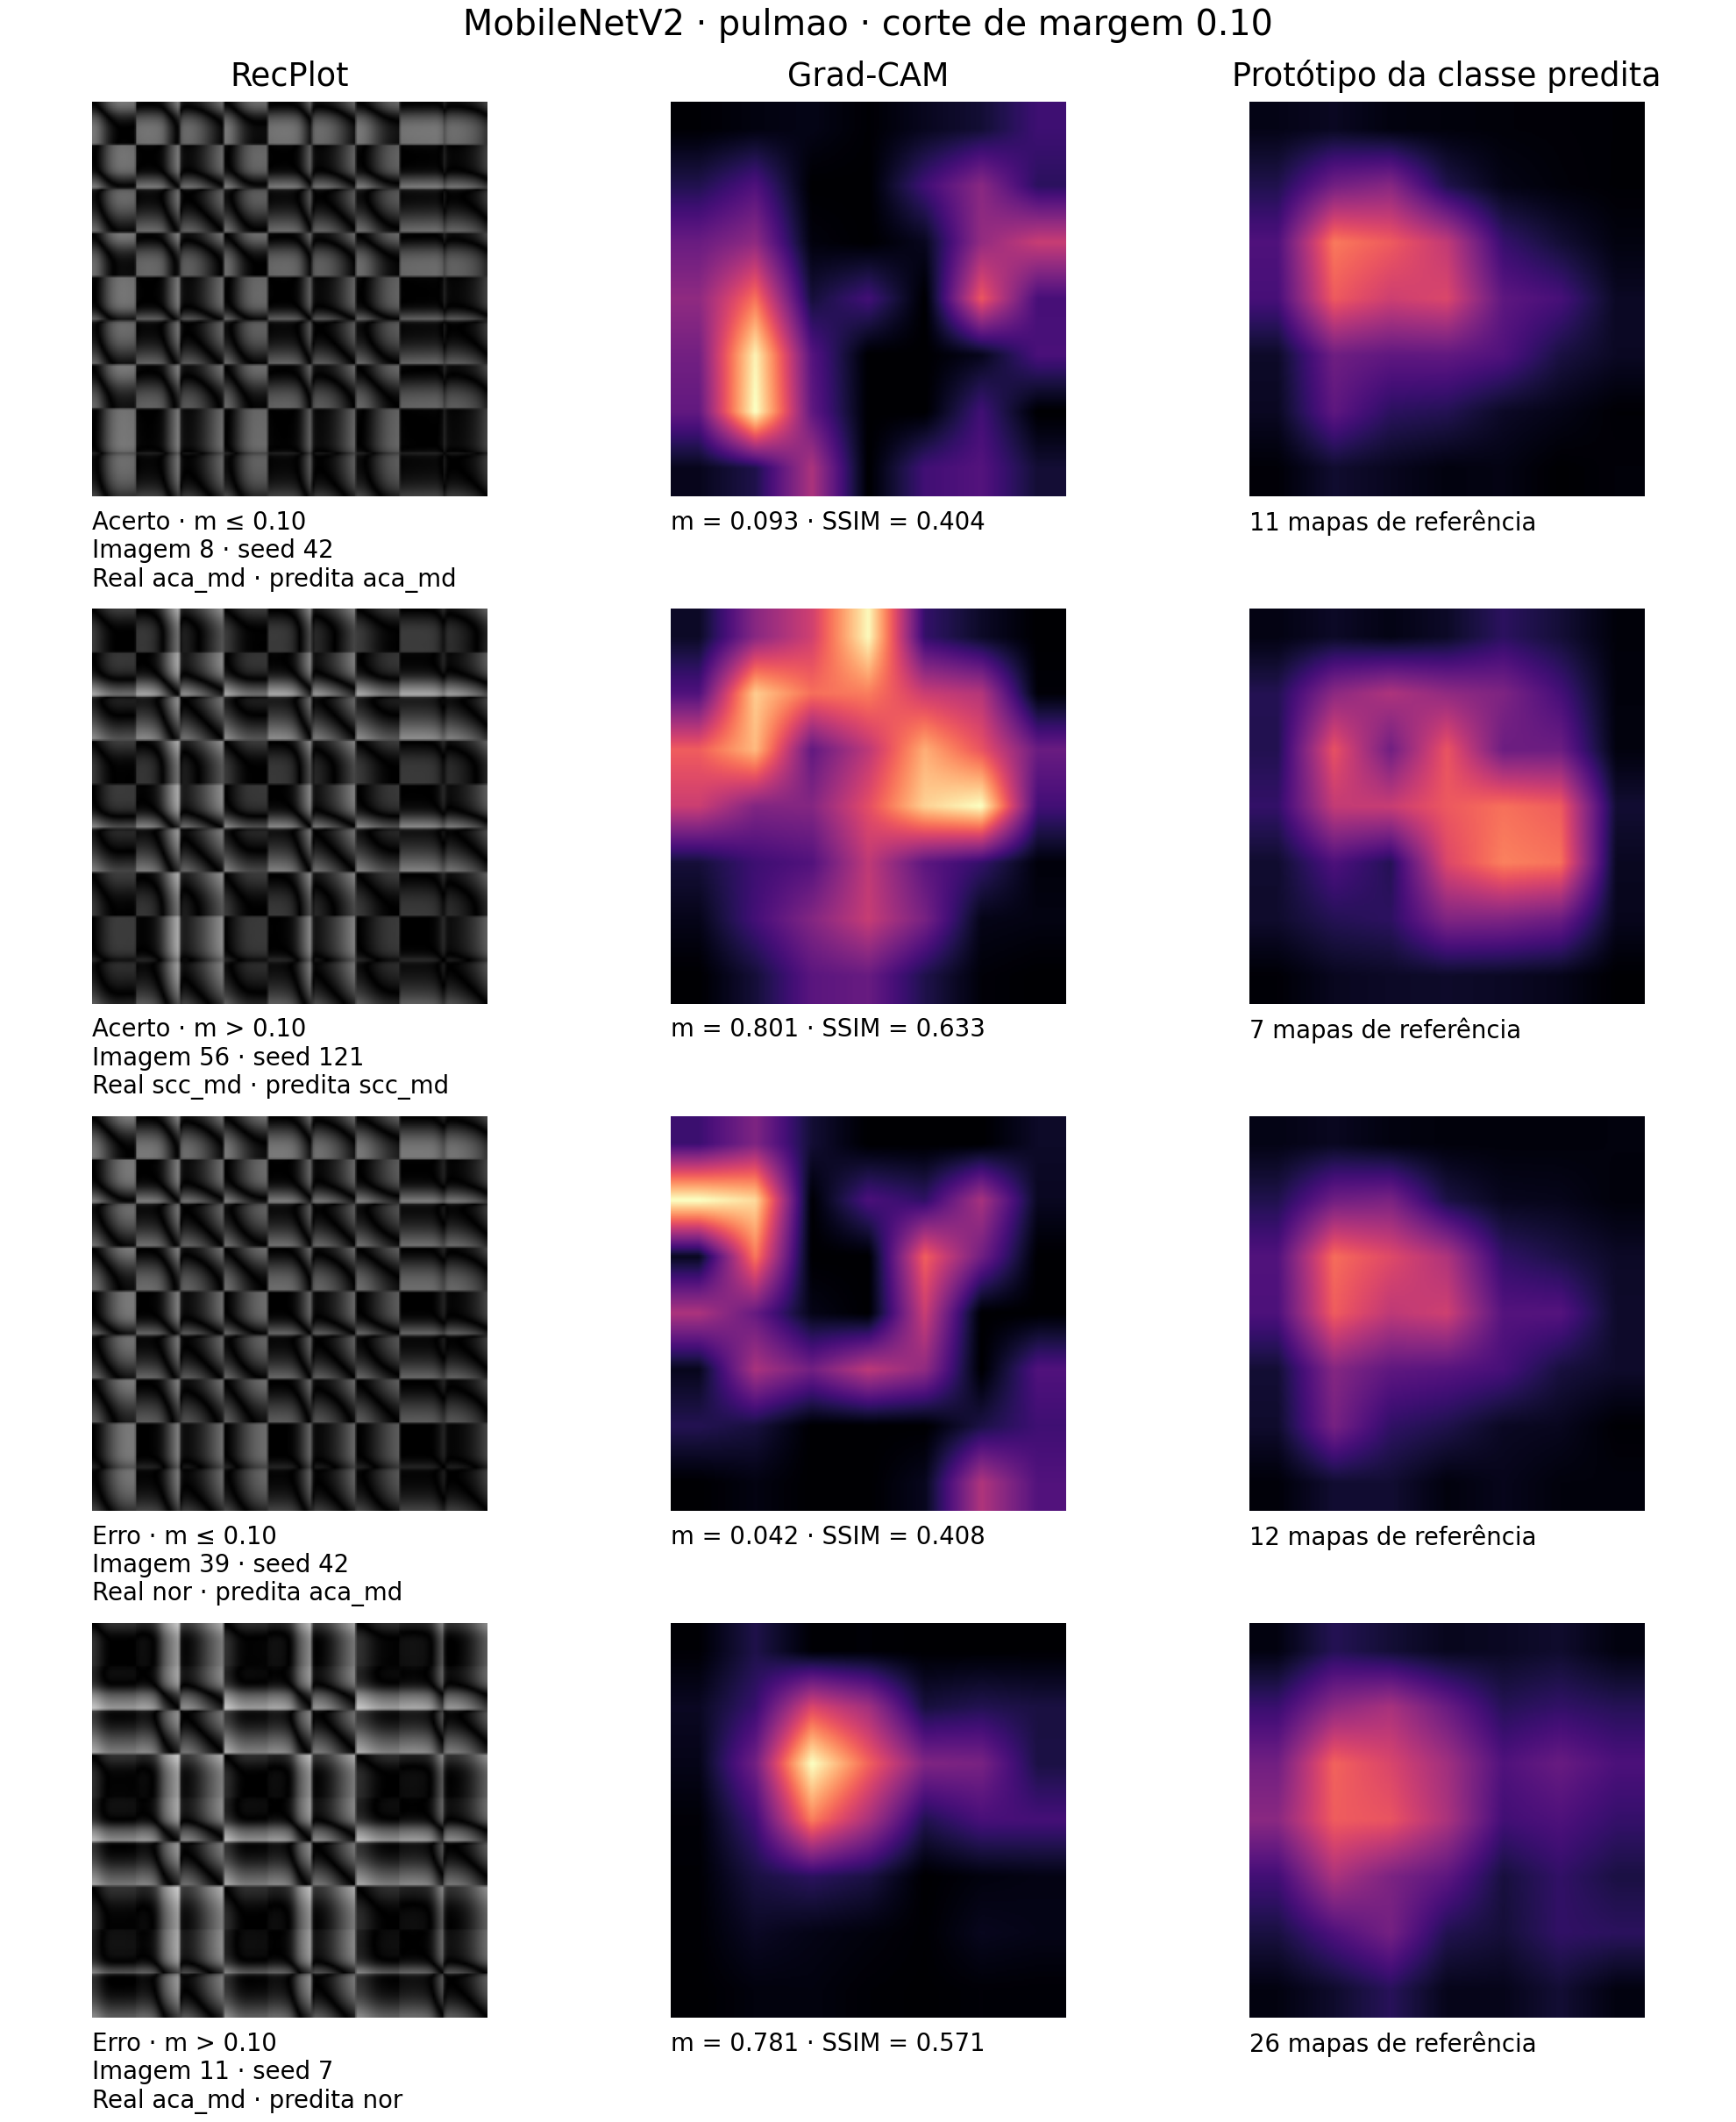 MobileNetV2 · pulmao · corte de margem 0.10
RecPlot
Grad-CAM
Protótipo da classe predita
Acerto · m ≤ 0.10
Imagem 8 · seed 42
Real aca_md · predita aca_md
m = 0.093 · SSIM = 0.404
11 mapas de referência
Acerto · m > 0.10
Imagem 56 · seed 121
Real scc_md · predita scc_md
m = 0.801 · SSIM = 0.633
7 mapas de referência
Erro · m ≤ 0.10
Imagem 39 · seed 42
Real nor · predita aca_md
m = 0.042 · SSIM = 0.408
12 mapas de referência
Erro · m > 0.10
Imagem 11 · seed 7
Real aca_md · predita nor
m = 0.781 · SSIM = 0.571
26 mapas de referência